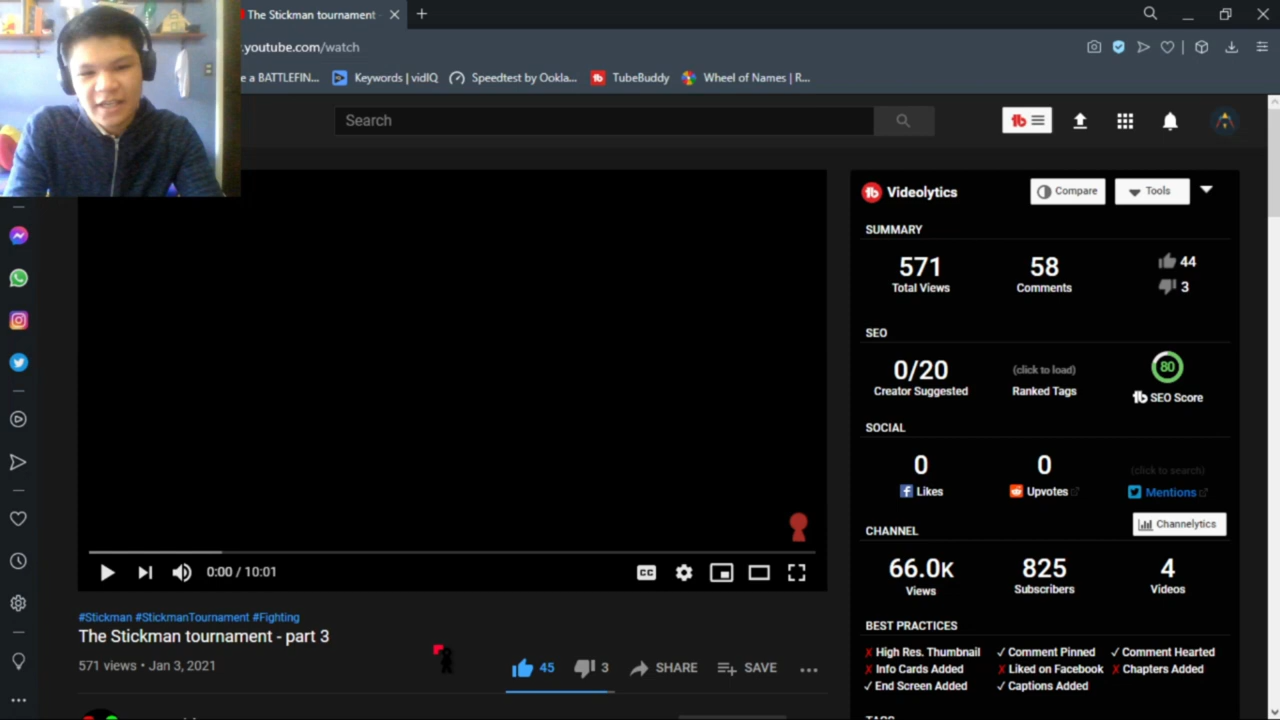 The Stickman tournament -
.youtube.com/watch
e a BATTLEFIN...
Keywords | vidIQ
Speedtest by Ookla...
TubeBuddy
Wheel of Names | R...
Search
Videolytics
Compare
Tools
SUMMARY
571
58
44
Total Views
Comments
3
SEO
0/20
(click to load)
80
Creator Suggested
Ranked Tags
SEO Score
SOCIAL
0
0
(click to search)
Likes
Upvotes
Mentions
Channelytics
CHANNEL
66.0K
825
4
Views
Subscribers
Videos
BEST PRACTICES
✗ High Res. Thumbnail
✓ Comment Pinned
✓ Comment Hearted
✗ Info Cards Added
✗ Liked on Facebook
✗ Chapters Added
✓ End Screen Added
✓ Captions Added
0:00 / 10:01
CC
#Stickman #StickmanTournament #Fighting
The Stickman tournament - part 3
571 views • Jan 3, 2021
45
3
SHARE
SAVE